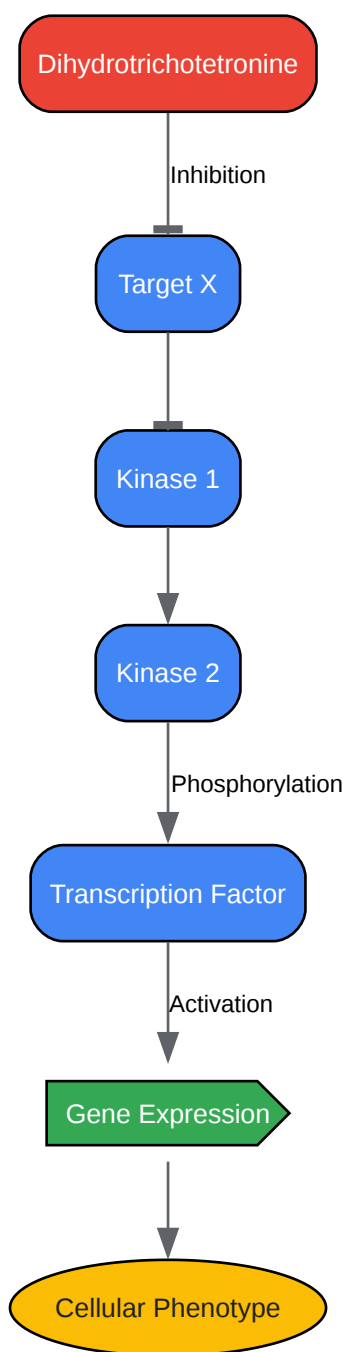 Dihydrotrichotetronine
Inhibition
Target X
Kinase 1
Kinase 2
Phosphorylation
Transcription Factor
Activation
Gene Expression
Cellular Phenotype